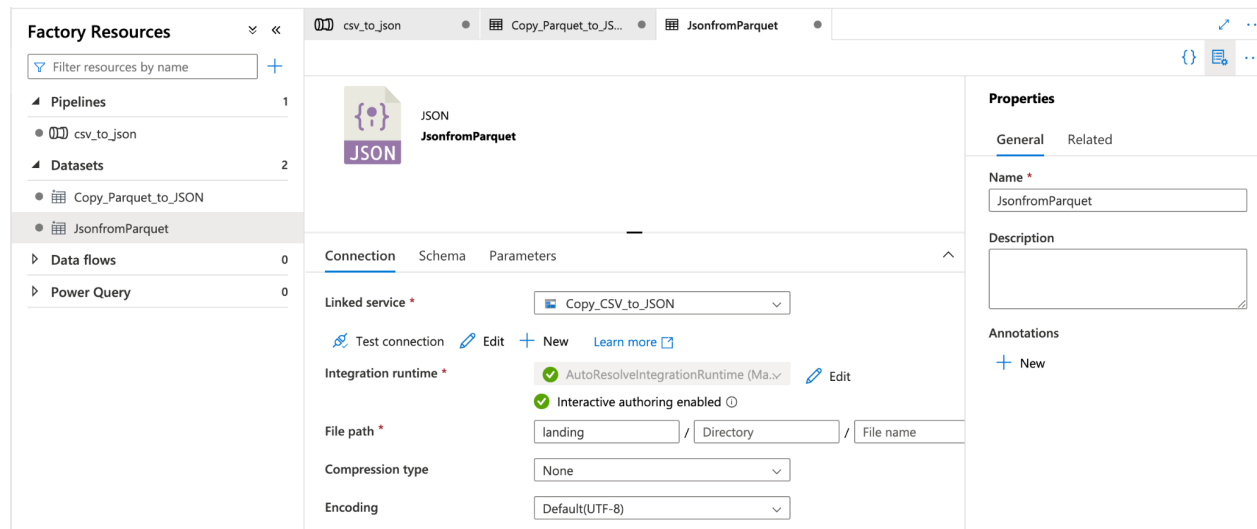 Factory Resources
Filter resources by name
Pipelines 1
csv_to_json
Datasets 2
Copy_Parquet_to_JSON
JsonfromParquet
Data flows 0
Power Query 0
csv_to_json
Copy_Parquet_to_JS...
JsonfromParquet
{}
JSON
JSON
JsonfromParquet
Connection Schema Parameters
Linked service * Copy_CSV_to_JSON
Test connection Edit New Learn more
Integration runtime * AutoResolveIntegrationRuntime (Ma... Edit
Interactive authoring enabled
File path * landing / Directory / File name
Compression type None
Encoding Default(UTF-8)
Properties
General Related
Name *
JsonfromParquet
Description
Annotations
New